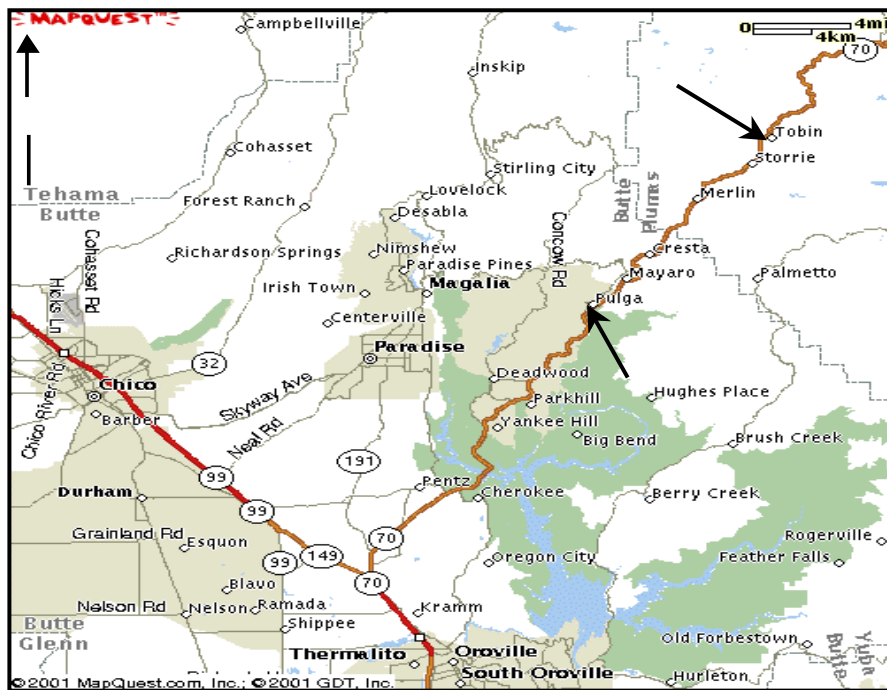 MAPQUEST™
Campbellville
0 4mi
4km
70
Inskip
Tobin
Cohasset
Storrie
Stirling City
Tehama
Butte
Lovelock
Merlin
Forest Ranch
Desabla
Butte
Plumas
Concow Rd
Cohasset Rd
Richardson Springs
Nimshew
Cresta
Paradise Pines
Mayaro
Palmetto
Irish Town
Magalia
Hicks Ln
Pulga
Centerville
Paradise
32
Deadwood
Chico
Skyway Ave
Hughes Place
Parkhill
Chico River Rd
Barber
Neal Rd
Yankee Hill
Big Bend
Brush Creek
191
99
Pentz
Durham
Cherokee
Berry Creek
99
Grainland Rd
Rogerville
Esquon
70
149
99
Oregon City
Feather Falls
70
Blavo
Nelson Rd
Nelson
Ramada
Kramm
Butte
Glenn
Shippee
Old Forbestown
Thermalito
Oroville
Butte
Yuba
South Oroville
Hurleton
©2001 MapQuest.com, Inc.; ©2001 GDT, Inc.